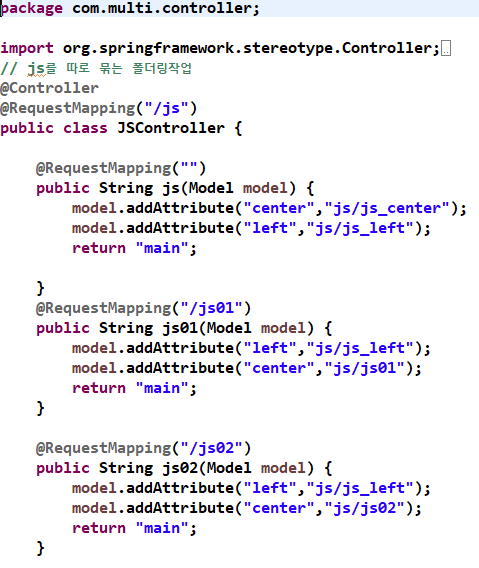 package com.multi.controller;
import org.springframework.stereotype.Controller;
// js를 따로 묶는 폴더링작업
@Controller
@RequestMapping("/js")
public class JSController {
@RequestMapping("")
public String js(Model model) {
model.addAttribute("center","js/js_center");
model.addAttribute("left","js/js_left");
return "main";
}
@RequestMapping("/js01")
public String js01(Model model) {
model.addAttribute("left","js/js_left");
model.addAttribute("center","js/js01");
return "main";
}
@RequestMapping("/js02")
public String js02(Model model) {
model.addAttribute("left","js/js_left");
model.addAttribute("center","js/js02");
return "main";
}